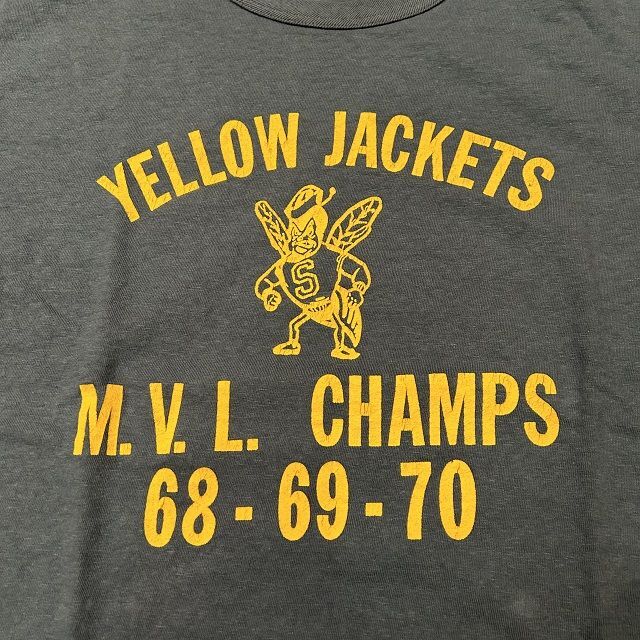 YELLOW JACKETS
S
M. V. L. CHAMPS
68 - 69 - 70